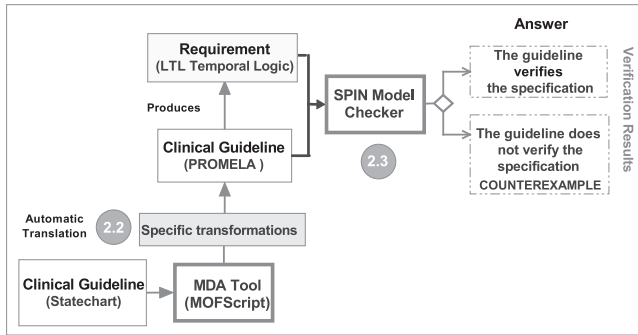 Answer
Requirement
(LTL Temporal Logic)
The guideline
verifies
the specification
Produces
SPIN Model
Checker
Verification Results
Clinical Guideline
(PROMELA )
2.3
The guideline does
not verify the
specification
COUNTEREXAMPLE
Automatic
Translation
2.2
Specific transformations
Clinical Guideline
(Statechart)
MDA Tool
(MOFScript)